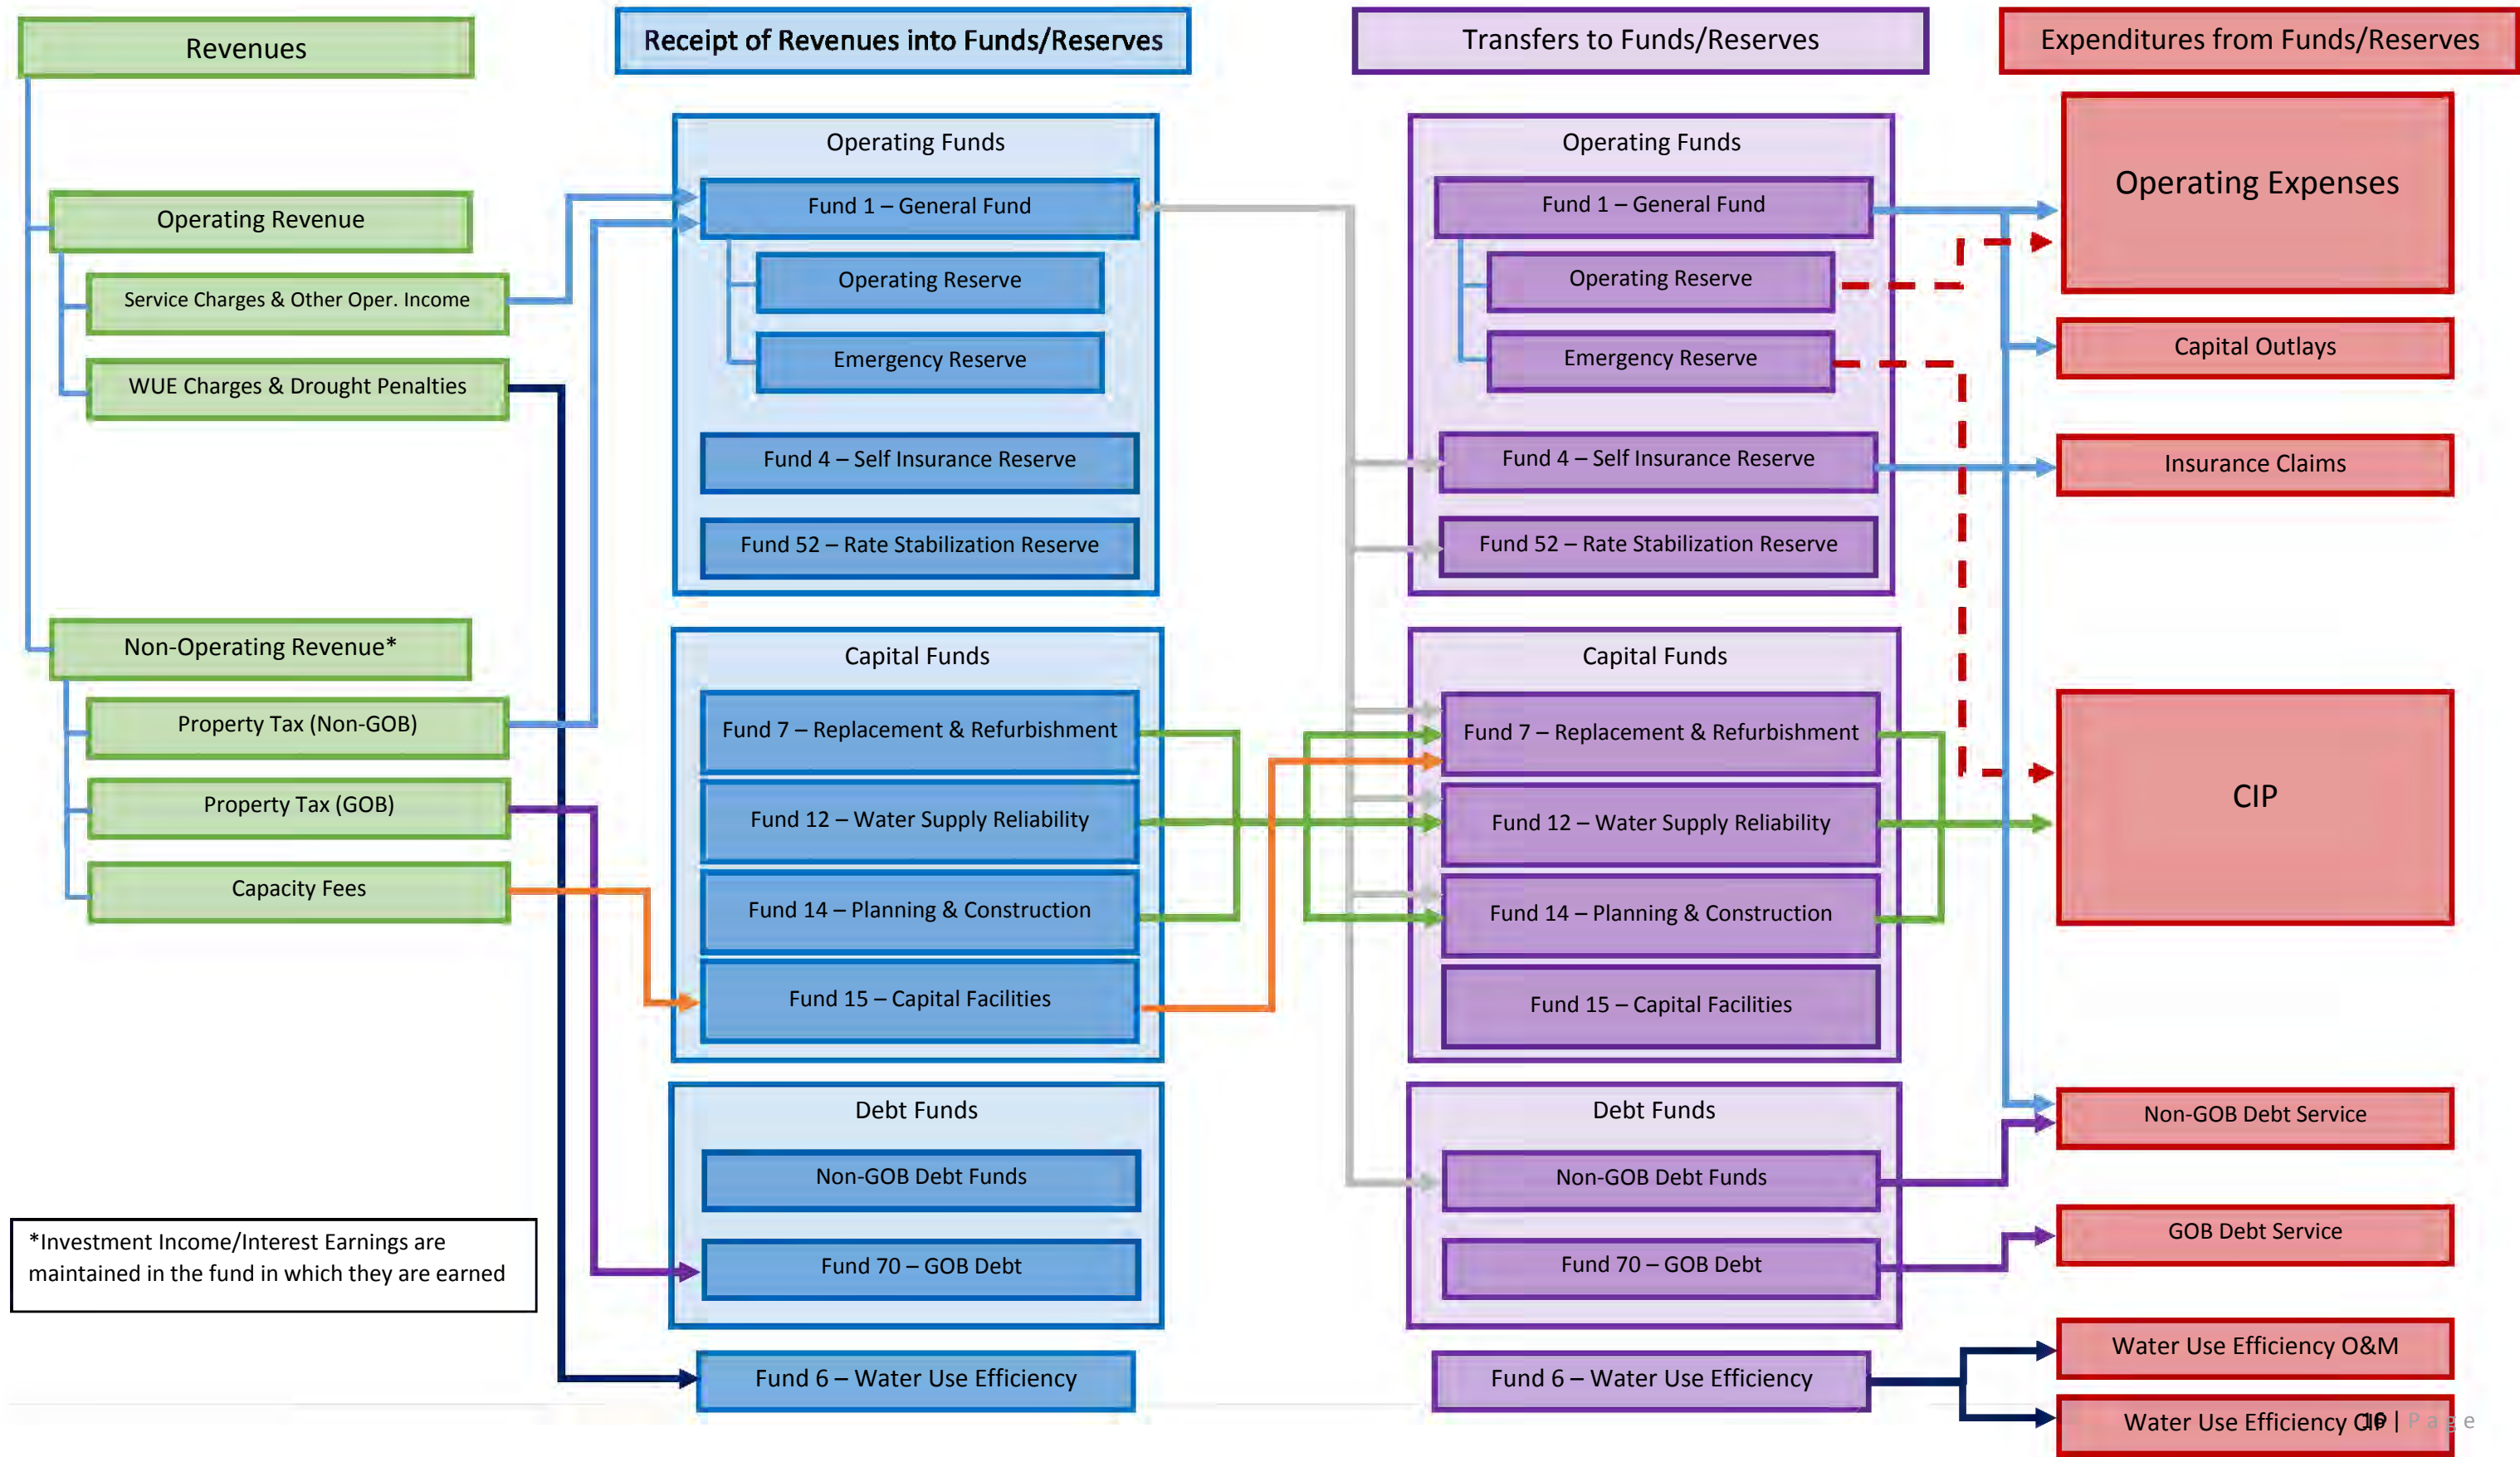 Revenues
Operating Revenue
Service Charges & Other Oper. Income
WUE Charges & Drought Penalties
Non-Operating Revenue*
Property Tax (Non-GOB)
Property Tax (GOB)
Capacity Fees
*Investment Income/Interest Earnings are
maintained in the fund in which they are earned
Receipt of Revenues into Funds/Reserves
Operating Funds
Fund 1 – General Fund
Operating Reserve
Emergency Reserve
Fund 4 – Self Insurance Reserve
Fund 52 – Rate Stabilization Reserve
Capital Funds
Fund 7 – Replacement & Refurbishment
Fund 12 – Water Supply Reliability
Fund 14 – Planning & Construction
Fund 15 – Capital Facilities
Debt Funds
Non-GOB Debt Funds
Fund 70 – GOB Debt
Fund 6 – Water Use Efficiency
Transfers to Funds/Reserves
Operating Funds
Fund 1 – General Fund
Operating Reserve
Emergency Reserve
Fund 4 – Self Insurance Reserve
Fund 52 – Rate Stabilization Reserve
Capital Funds
Fund 7 – Replacement & Refurbishment
Fund 12 – Water Supply Reliability
Fund 14 – Planning & Construction
Fund 15 – Capital Facilities
Debt Funds
Non-GOB Debt Funds
Fund 70 – GOB Debt
Fund 6 – Water Use Efficiency
Expenditures from Funds/Reserves
Operating Expenses
Capital Outlays
Insurance Claims
CIP
Non-GOB Debt Service
GOB Debt Service
Water Use Efficiency O&M
Water Use Efficiency CIP
16 | Page